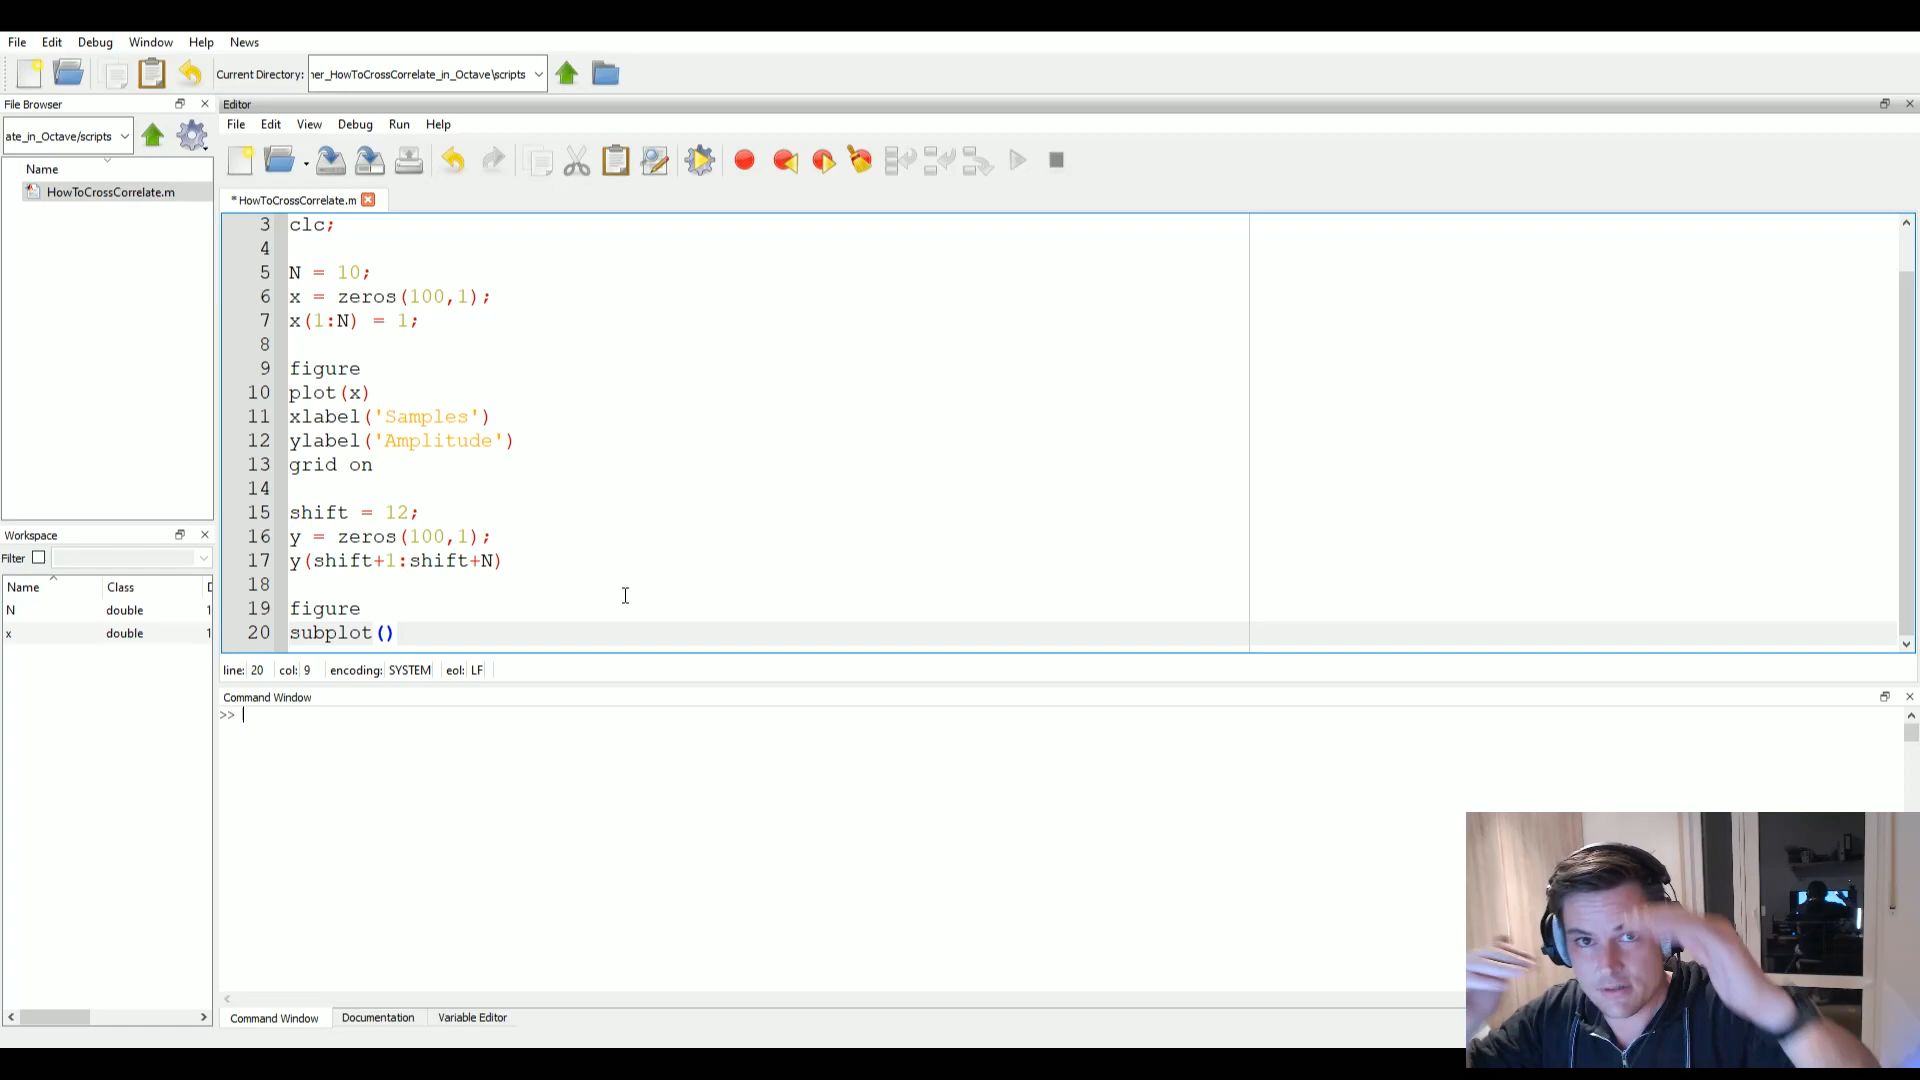 File Edit Debug Window Help News
Current Directory: ner_HowToCrossCorrelate_in_Octave\scripts
File Browser
Editor
ate_in_Octave/scripts
File Edit View Debug Run Help
Name
HowToCrossCorrelate.m
* HowToCrossCorrelate.m
3 clc;
4
5 N = 10;
6 x = zeros(100,1);
7 x(1:N) = 1;
8
9 figure
10 plot(x)
11 xlabel('Samples')
12 ylabel('Amplitude')
13 grid on
14
15 shift = 12;
16 y = zeros(100,1);
17 y(shift+1:shift+N)
18
19 figure
20 subplot()
line: 20 col: 9 encoding: SYSTEM eol: LF
Workspace
Filter
Name Class D
N double 1
x double 1
Command Window
>>
Command Window Documentation Variable Editor